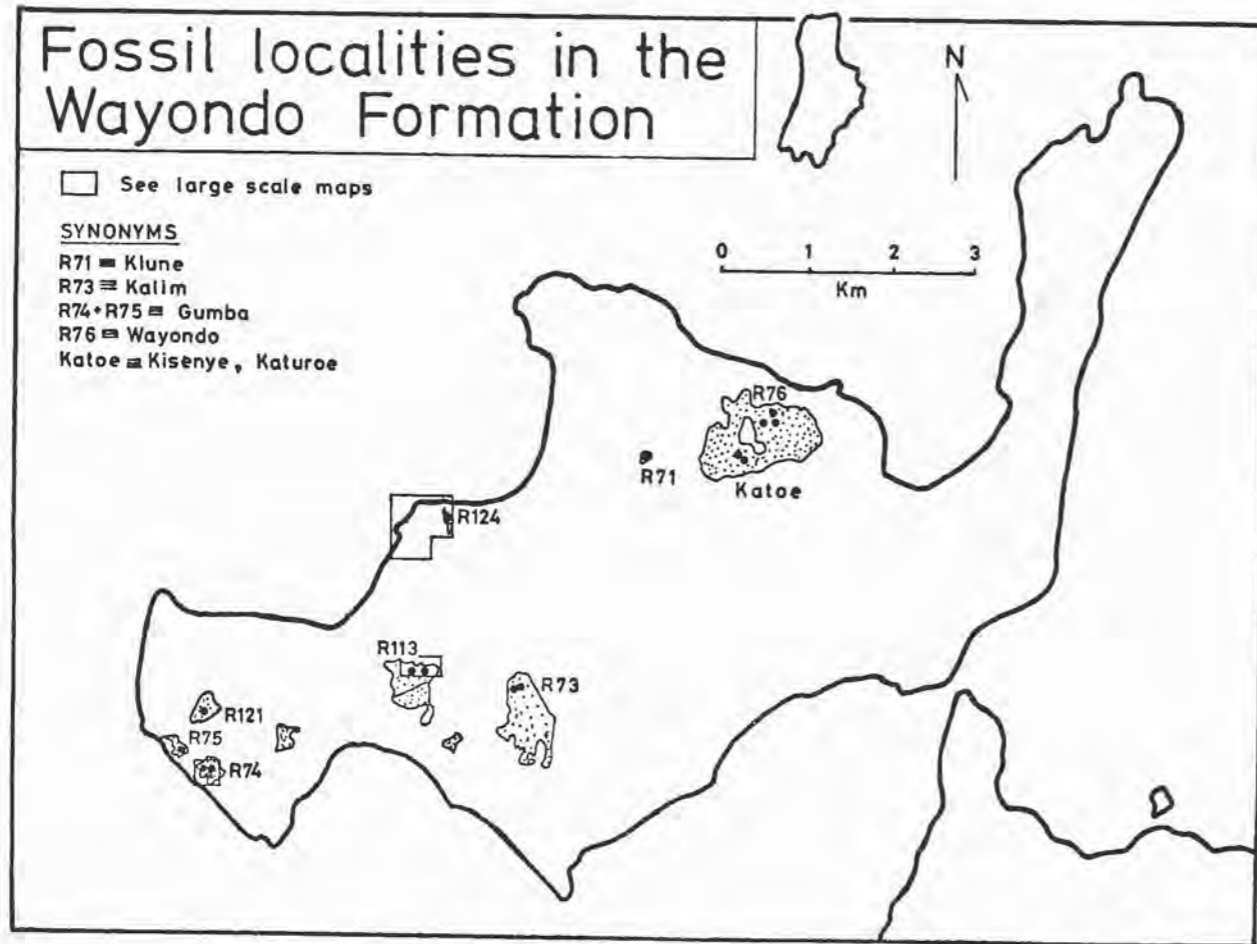 Fossil localities in the
Wayondo Formation
See large scale maps
SYNONYMS
R71 = Klune
R73 = Kalim
R74+R75 = Gumba
R76 = Wayondo
Katoe = Kisenye, Katuroe
N
0 1 2 3
Km
R76
R71
Katoe
R124
R113
R73
R121
R75
R74